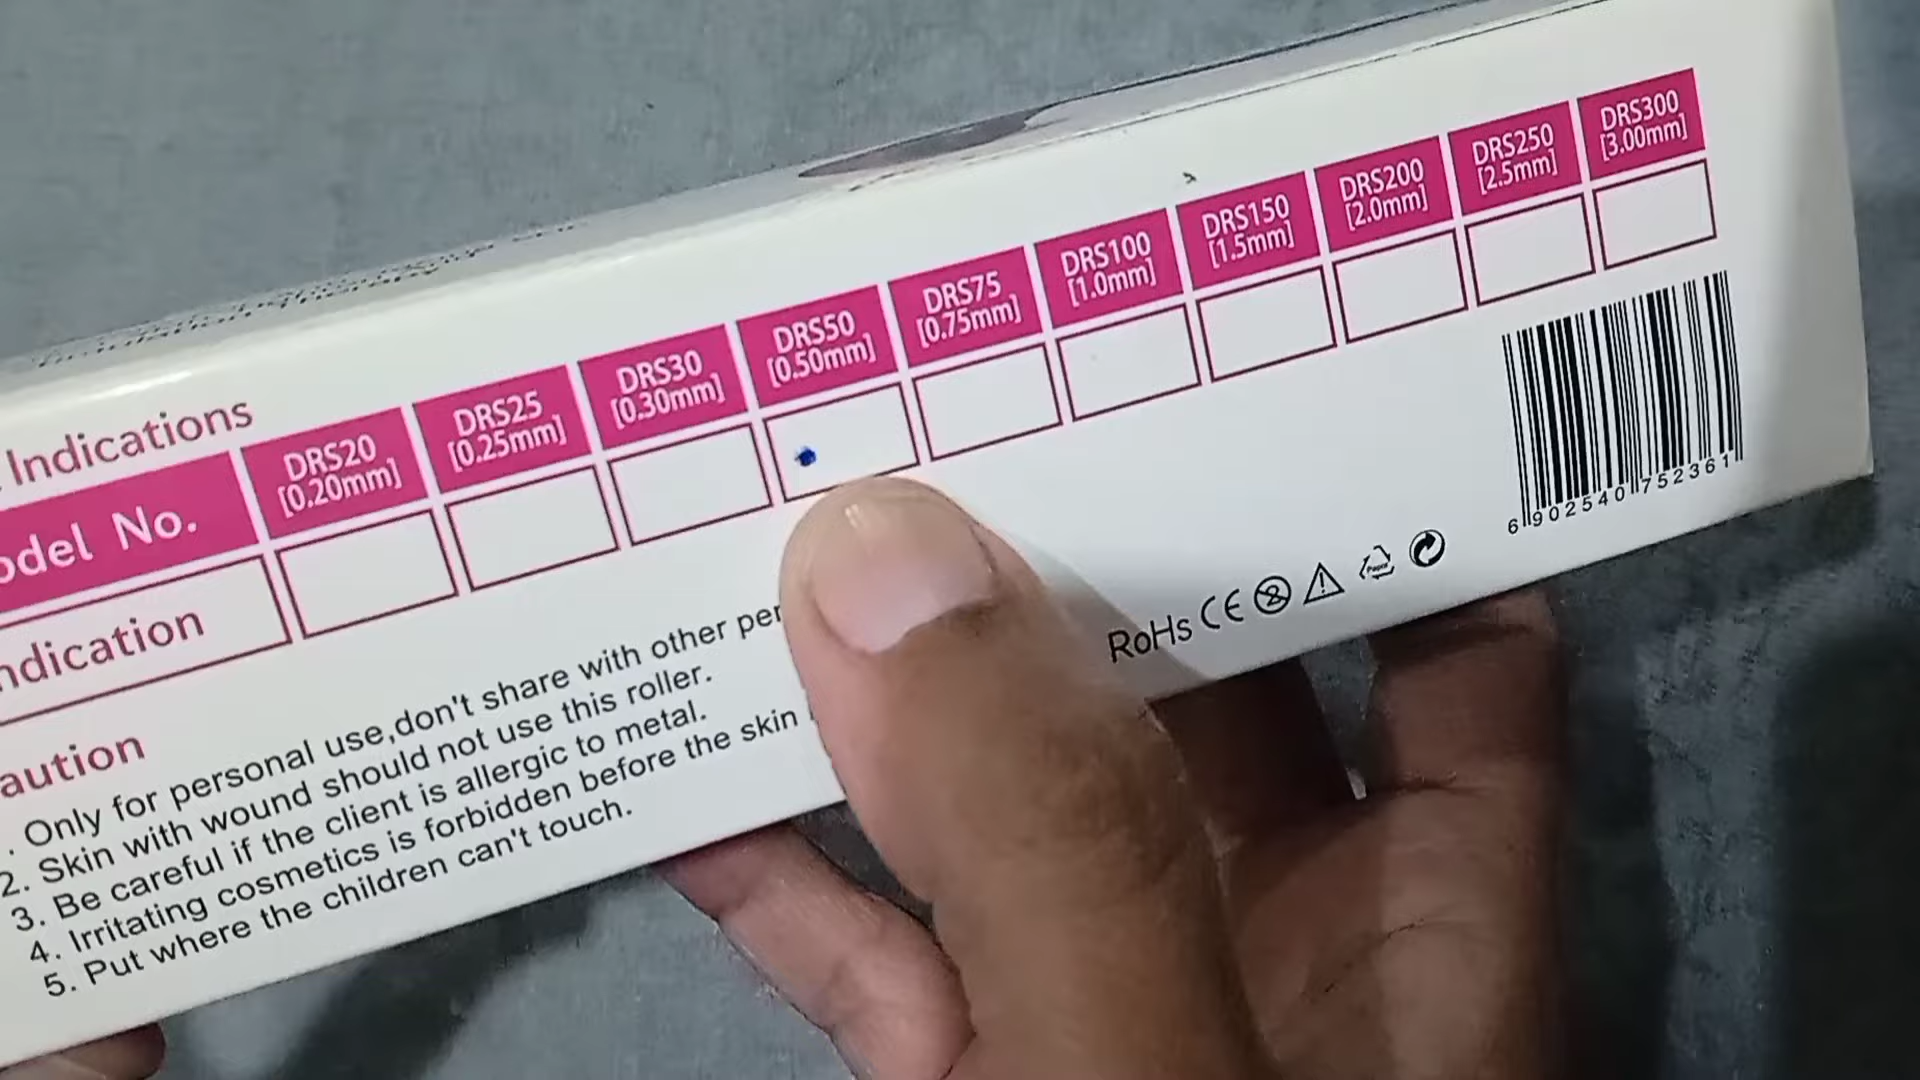 Indications
Model No.
DRS20
[0.20mm]
DRS25
[0.25mm]
DRS30
[0.30mm]
DRS50
[0.50mm]
DRS75
[0.75mm]
DRS100
[1.0mm]
DRS150
[1.5mm]
DRS200
[2.0mm]
DRS250
[2.5mm]
DRS300
[3.00mm]
ndication
aution
. Only for personal use,don't share with other per
2. Skin with wound should not use this roller.
3. Be careful if the client is allergic to metal.
4. Irritating cosmetics is forbidden before the skin
5. Put where the children can't touch.
RoHs CE
6 902540 752361